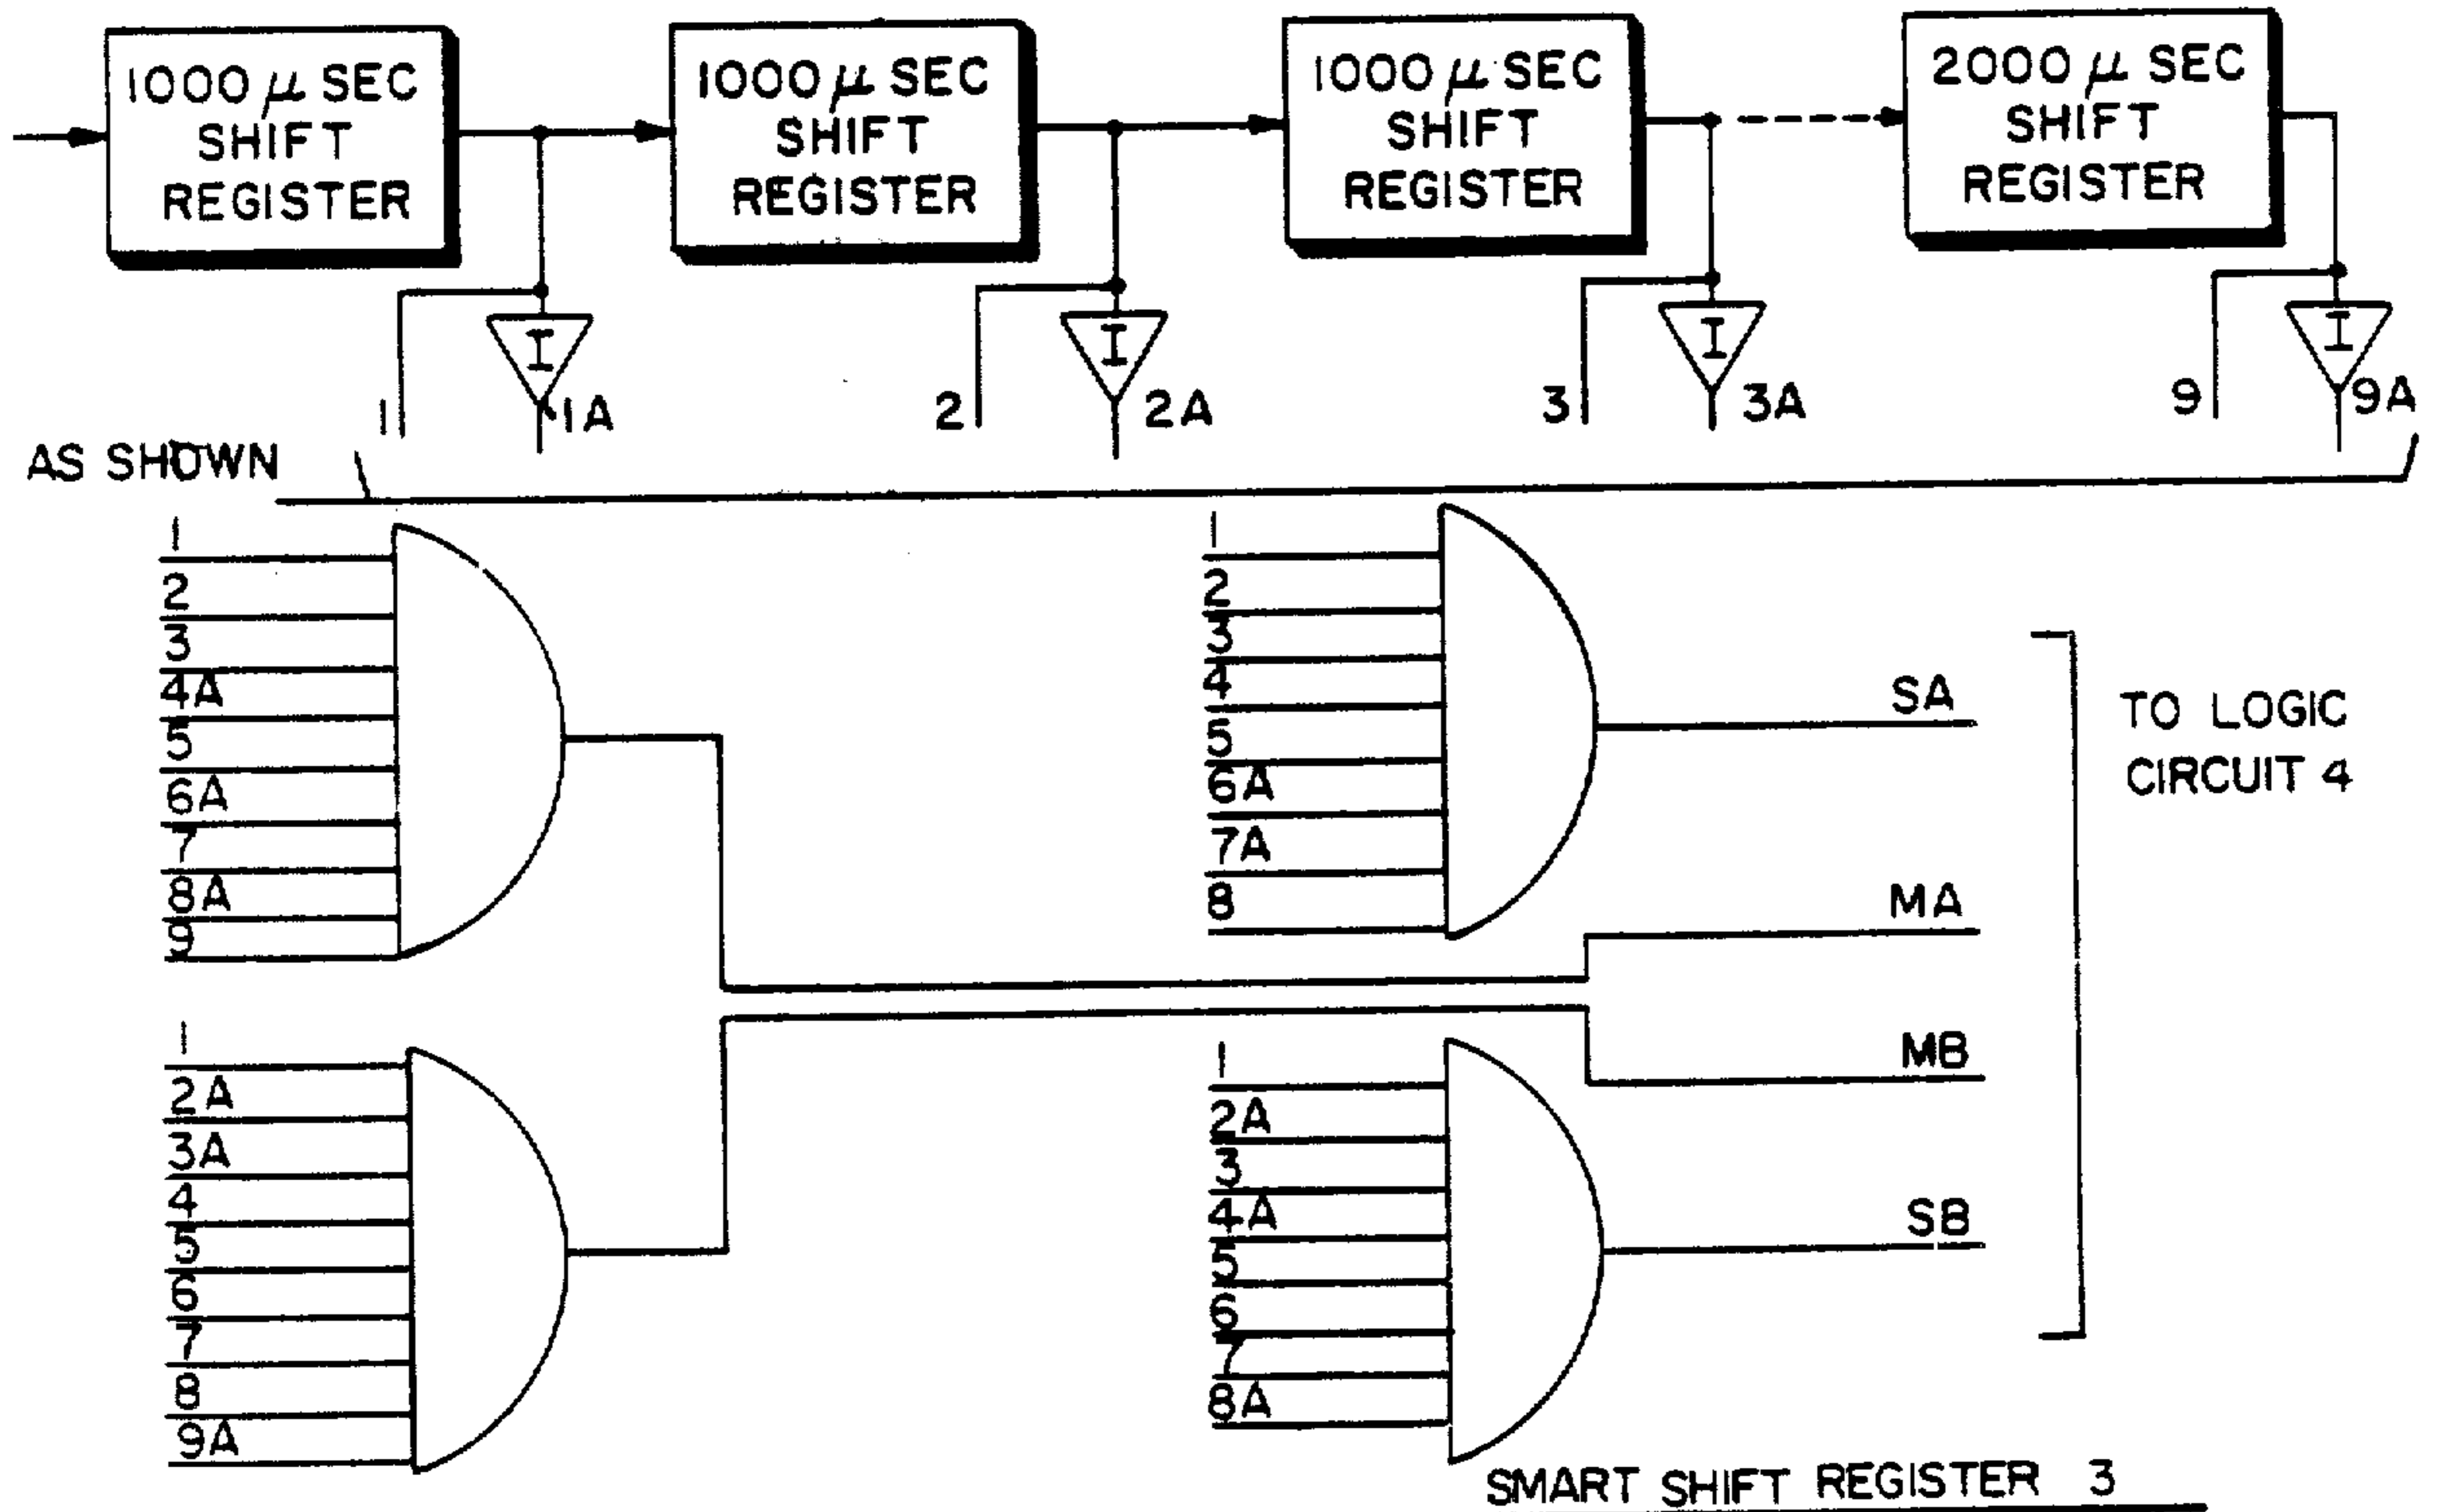 1000 μ SEC
SHIFT
REGISTER
1000 μ SEC
SHIFT
REGISTER
1000 μ SEC
SHIFT
REGISTER
2000 μ SEC
SHIFT
REGISTER
I
I
I
I
1
1A
2
2A
3
3A
9
9A
AS SHOWN
1
2
3
4A
5
6A
7
8A
9
1
2
3
4
5
6A
7A
8
SA
MA
TO LOGIC
CIRCUIT 4
1
2A
3A
4
5
6
7
8
9A
1
2A
3
4A
5
6
7
8A
MB
SB
SMART SHIFT REGISTER 3